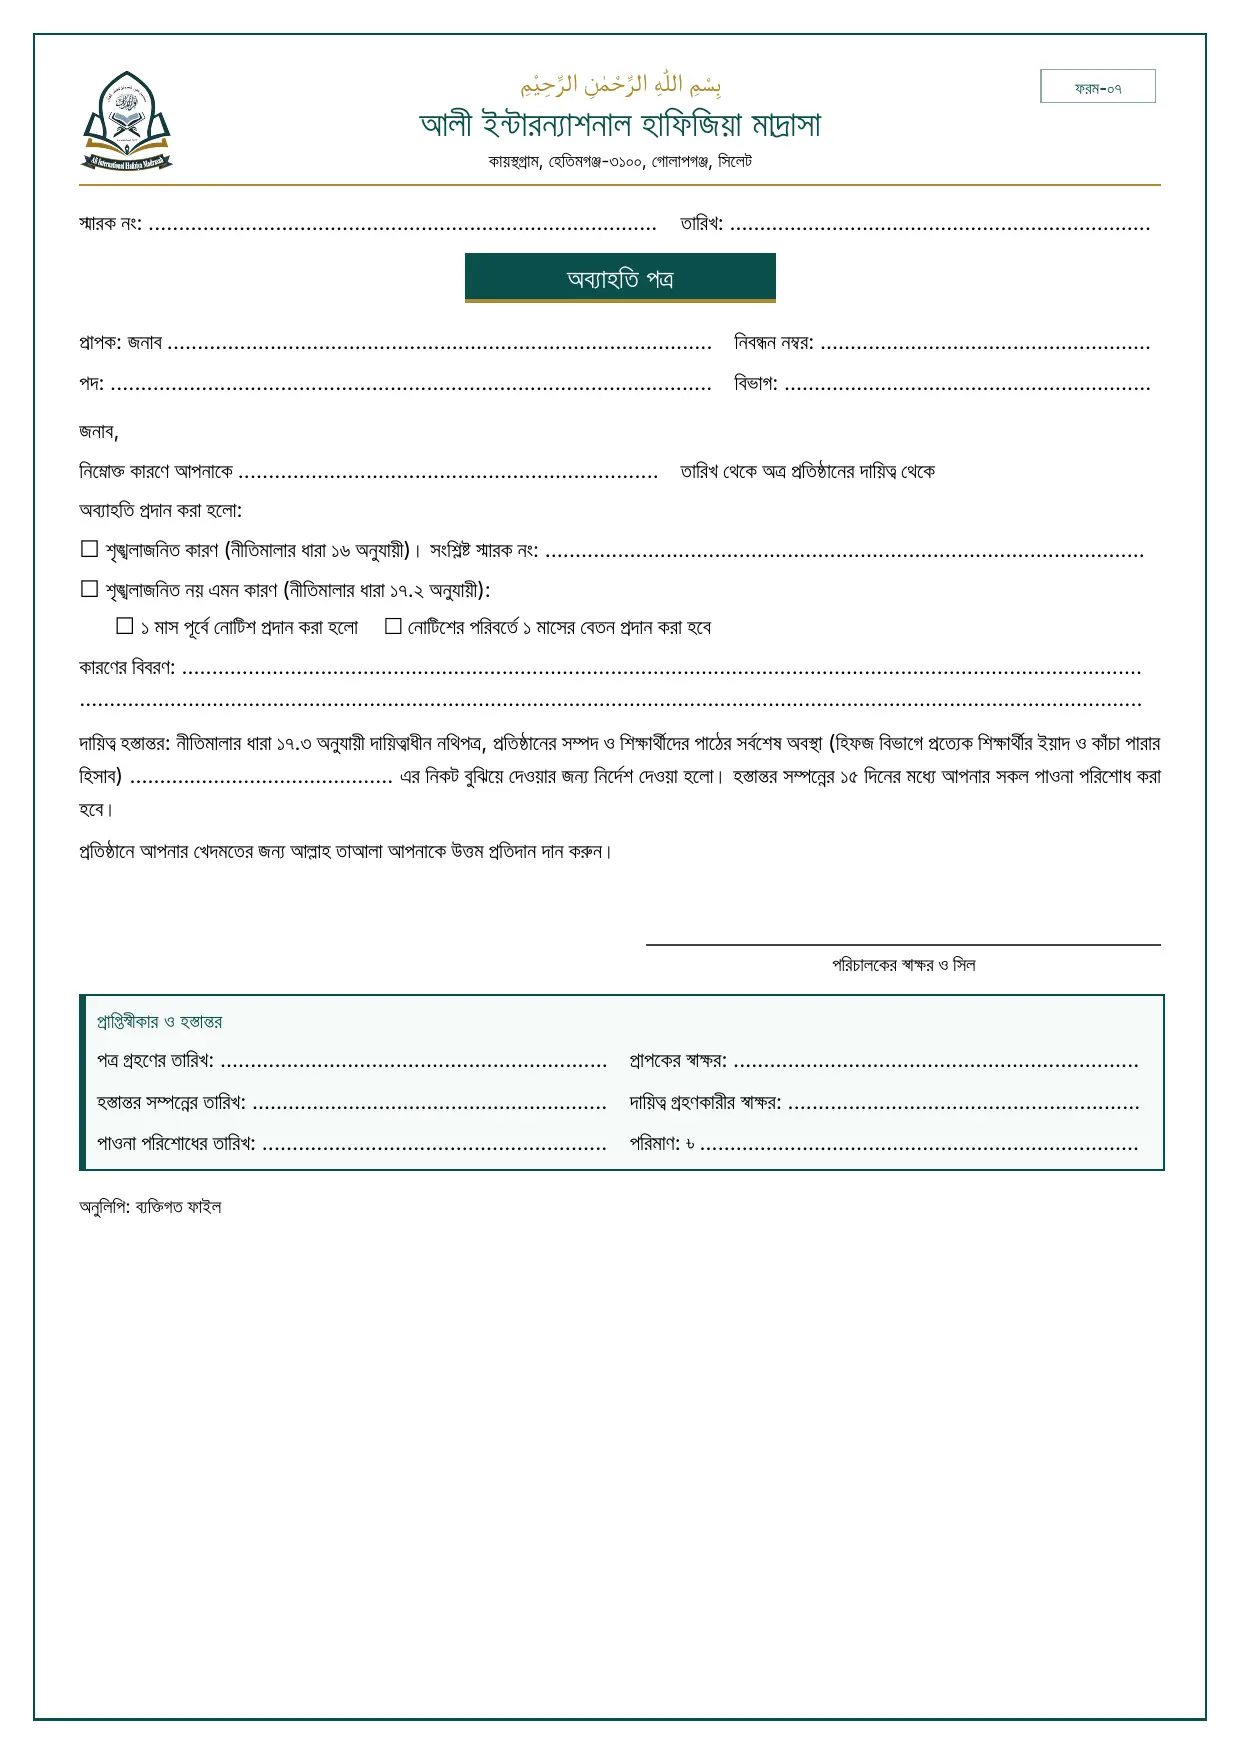 بِسْمِ اللهِ الرَّحْمٰنِ الرَّحِيْمِ
ফরম-০৭
আলী ইন্টারন্যাশনাল হাফিজিয়া মাদ্রাসা
কায়স্থগ্রাম, হেতিমগঞ্জ-৩১০০, গোলাপগঞ্জ, সিলেট
Ali International Hafizia Madrasah
স্মারক নং: .................................................................................... তারিখ: ......................................................................
অব্যাহতি পত্র
প্রাপক: জনাব .......................................................................................... নিবন্ধন নম্বর: .......................................................
পদ: .................................................................................................... বিভাগ: .............................................................
জনাব,
নিম্নোক্ত কারণে আপনাকে ...................................................................... তারিখ থেকে অত্র প্রতিষ্ঠানের দায়িত্ব থেকে
অব্যাহতি প্রদান করা হলো:
☐ শৃঙ্খলাজনিত কারণ (নীতিমালার ধারা ১৬ অনুযায়ী)। সংশ্লিষ্ট স্মারক নং: ....................................................................................................
☐ শৃঙ্খলাজনিত নয় এমন কারণ (নীতিমালার ধারা ১৭.২ অনুযায়ী):
☐ ১ মাস পূর্বে নোটিশ প্রদান করা হলো ☐ নোটিশের পরিবর্তে ১ মাসের বেতন প্রদান করা হবে
কারণের বিবরণ: ................................................................................................................................................................
.................................................................................................................................................................................
দায়িত্ব হস্তান্তর: নীতিমালার ধারা ১৭.৩ অনুযায়ী দায়িত্বাধীন নথিপত্র, প্রতিষ্ঠানের সম্পদ ও শিক্ষার্থীদের পাঠের সর্বশেষ অবস্থা (হিফজ বিভাগে প্রত্যেক শিক্ষার্থীর ইয়াদ ও কাঁচা পারার
হিসাব) ............................................ এর নিকট বুঝিয়ে দেওয়ার জন্য নির্দেশ দেওয়া হলো। হস্তান্তর সম্পন্নের ১৫ দিনের মধ্যে আপনার সকল পাওনা পরিশোধ করা
হবে।
প্রতিষ্ঠানে আপনার খেদমতের জন্য আল্লাহ তাআলা আপনাকে উত্তম প্রতিদান দান করুন।
পরিচালকের স্বাক্ষর ও সিল
প্রাপ্তিস্বীকার ও হস্তান্তর
পত্র গ্রহণের তারিখ: ................................................................ প্রাপকের স্বাক্ষর: ...................................................................
হস্তান্তর সম্পন্নের তারিখ: ........................................................... দায়িত্ব গ্রহণকারীর স্বাক্ষর: ..........................................................
পাওনা পরিশোধের তারিখ: ......................................................... পরিমাণ: ৳ .........................................................................
অনুলিপি: ব্যক্তিগত ফাইল